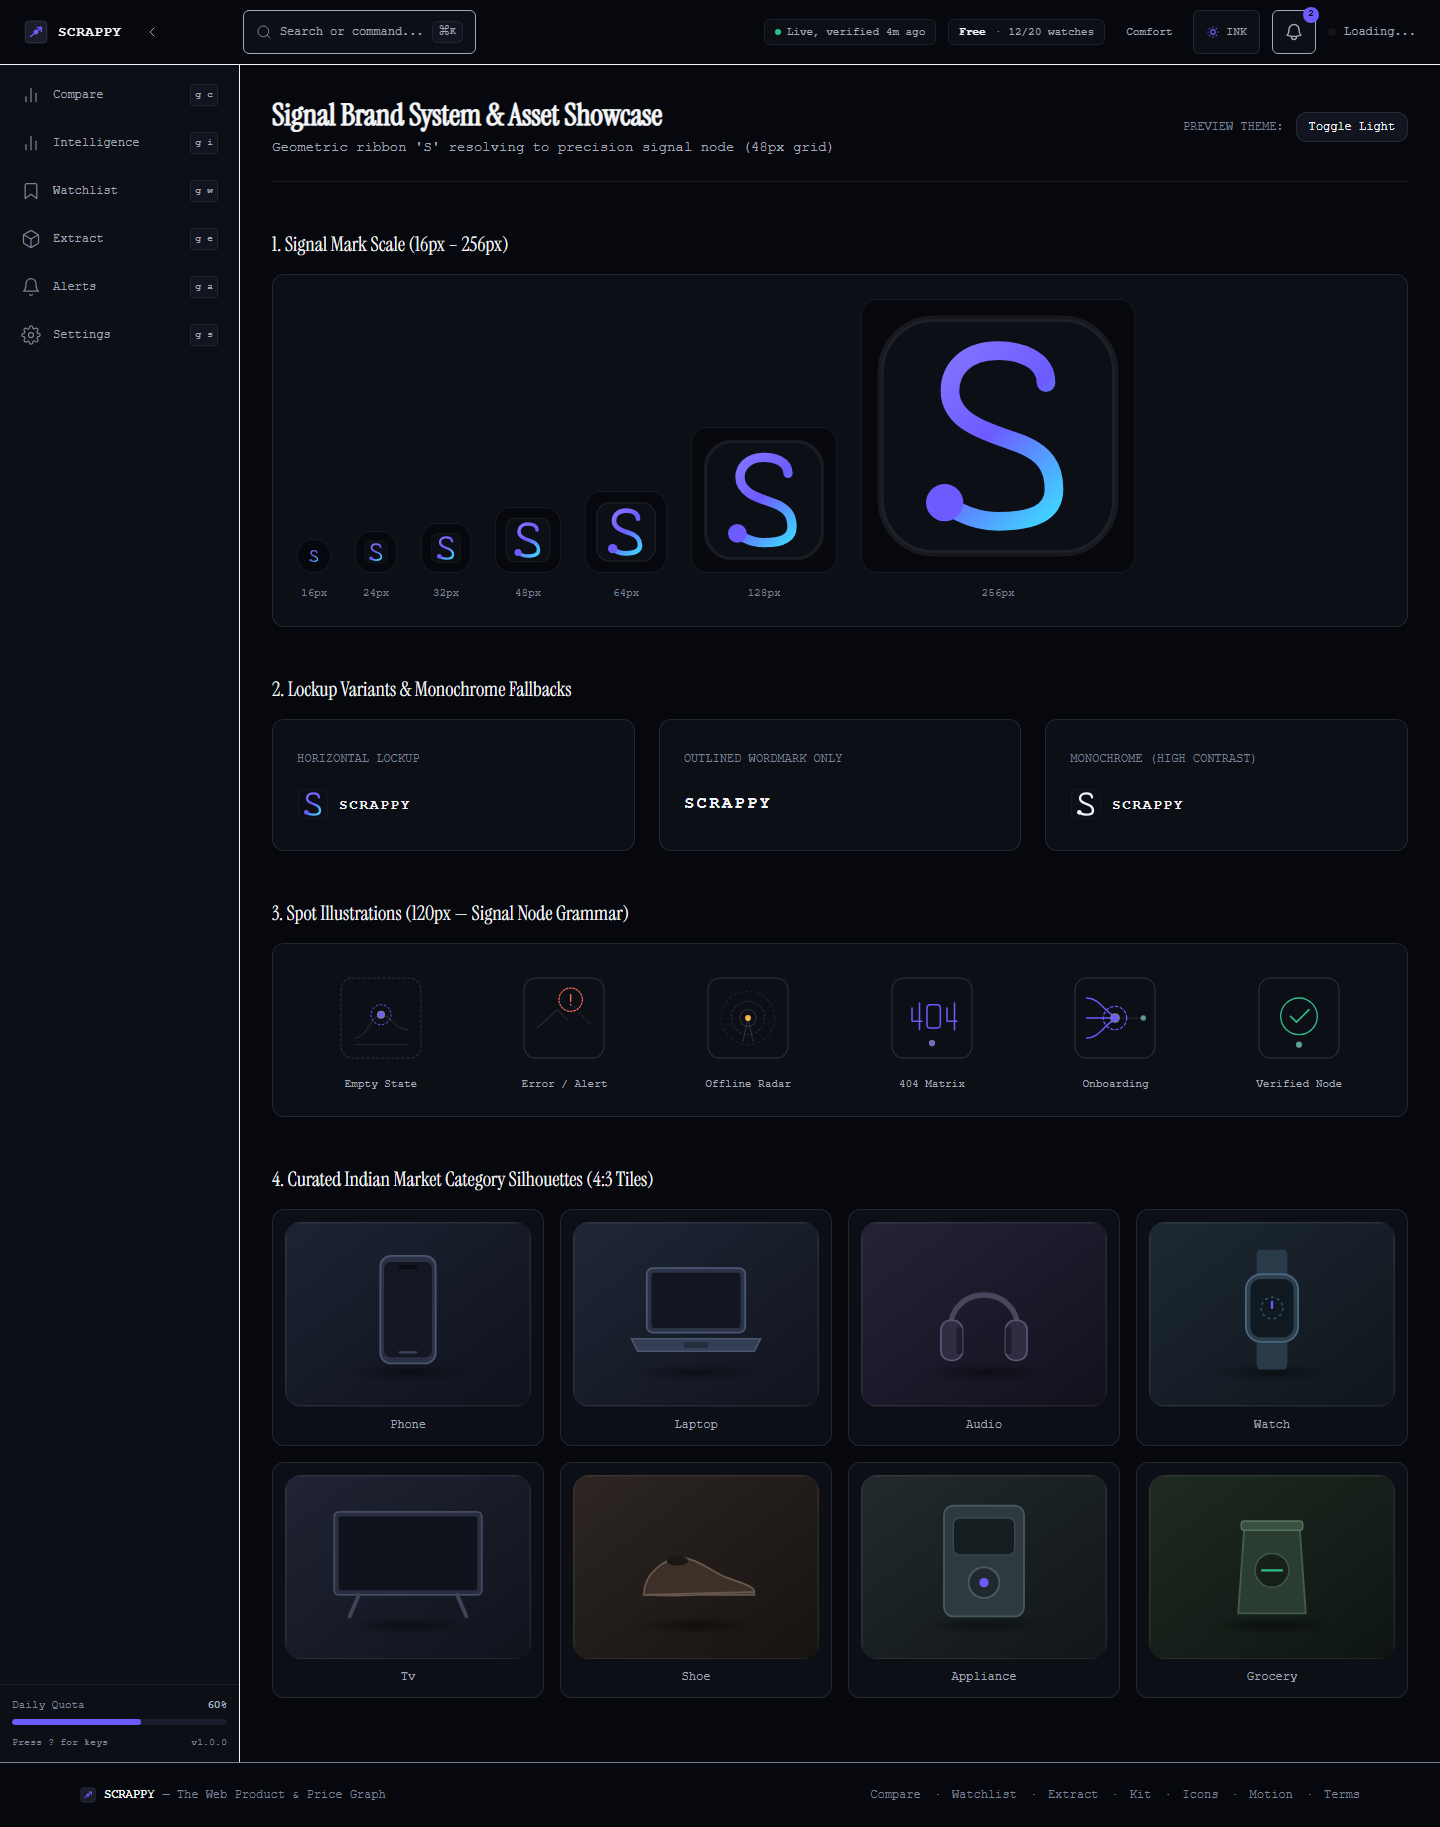 SCRAPPY
Search or command... ⌘K
Live, verified 4m ago
Free · 12/20 watches
Comfort
INK
2
Loading...
Compare g c
Intelligence g i
Watchlist g w
Extract g e
Alerts g a
Settings g s
Signal Brand System & Asset Showcase
Geometric ribbon 'S' resolving to precision signal node (48px grid)
PREVIEW THEME: Toggle Light
1. Signal Mark Scale (16px – 256px)
16px 24px 32px 48px 64px 128px 256px
2. Lockup Variants & Monochrome Fallbacks
HORIZONTAL LOCKUP
SCRAPPY
OUTLINED WORDMARK ONLY
SCRAPPY
MONOCHROME (HIGH CONTRAST)
SCRAPPY
3. Spot Illustrations (120px — Signal Node Grammar)
404
Empty State Error / Alert Offline Radar 404 Matrix Onboarding Verified Node
4. Curated Indian Market Category Silhouettes (4:3 Tiles)
Phone Laptop Audio Watch
Tv Shoe Appliance Grocery
Daily Quota 60%
Press ? for keys v1.0.0
SCRAPPY — The Web Product & Price Graph
Compare · Watchlist · Extract · Kit · Icons · Motion · Terms